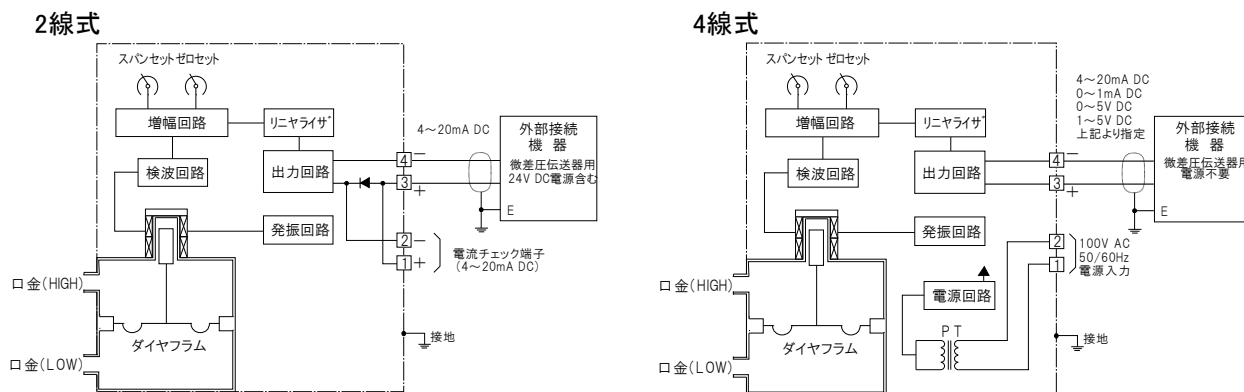 2線式
スパンセット ゼロセット
増幅回路
リニヤライザ
検波回路
出力回路
発振回路
口金(HIGH)
口金(LOW)
ダイヤフラム
4~20mA DC
4 −
3 +
2 −
1 +
電流チェック端子
(4~20mA DC)
外部接続
機 器
微差圧伝送器用
24V DC電源含む
E
接地
4線式
スパンセット ゼロセット
増幅回路
リニヤライザ
検波回路
出力回路
発振回路
口金(HIGH)
口金(LOW)
ダイヤフラム
電源回路
P T
4~20mA DC
0~1mA DC
0~5V DC
1~5V DC
上記より指定
4 −
3 +
2
1
100V AC
50/60Hz
電源入力
外部接続
機 器
微差圧伝送器用
電源不要
E
接地